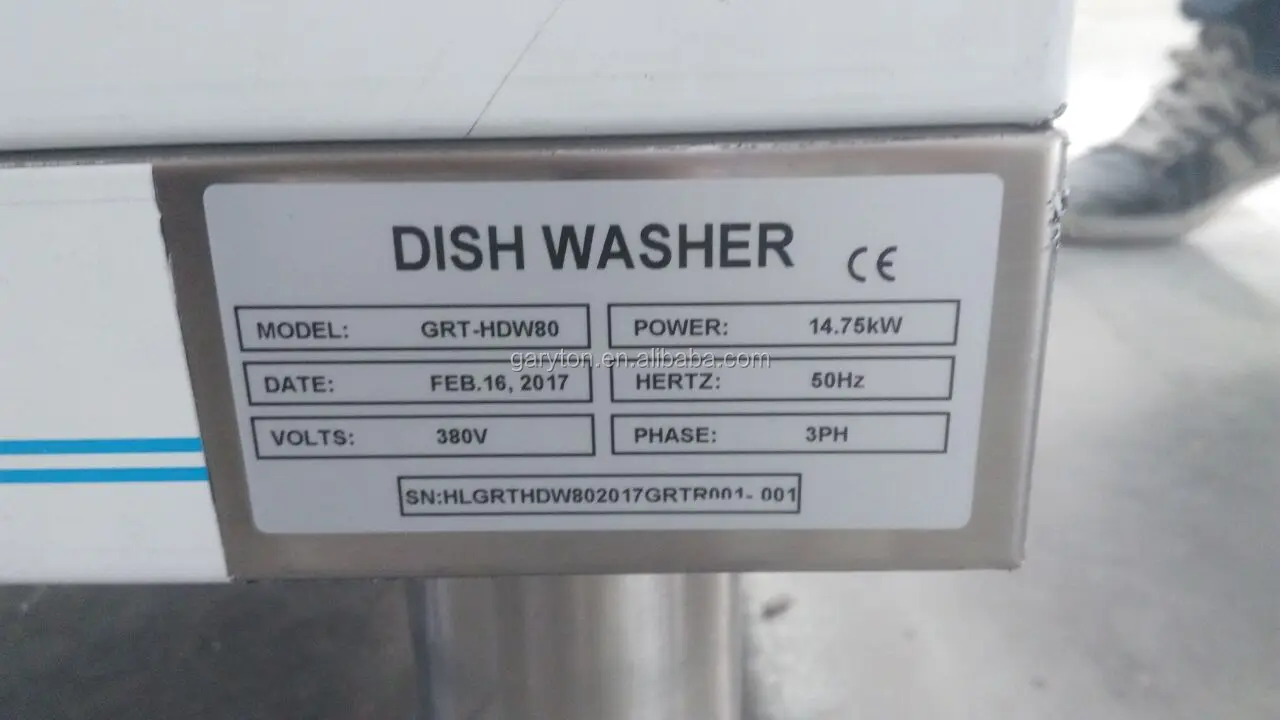 DISH WASHER
CE
MODEL: GRT-HDW80
POWER: 14.75kW
garyton.en.alibaba.com
DATE: FEB.16, 2017
HERTZ: 50Hz
VOLTS: 380V
PHASE: 3PH
SN:HLGRTHDW802017GRTR001- 001